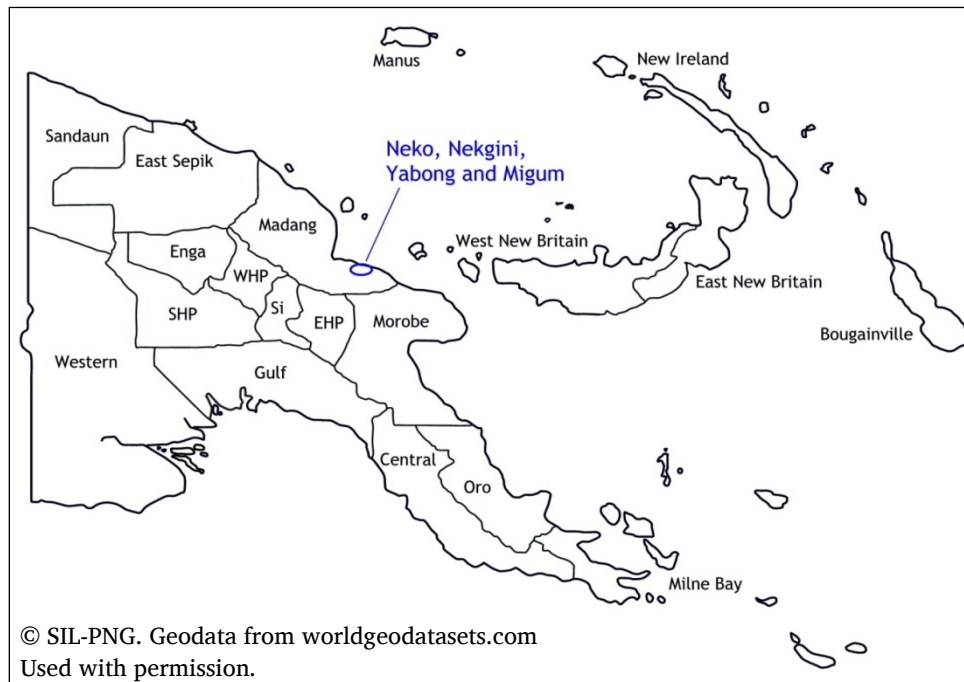 Manus
New Ireland
Sandaun
East Sepik
Neko, Nekgini,
Yabong and Migum
Madang
Enga
WHP
West New Britain
East New Britain
SHP
Si
EHP
Morobe
Bougainville
Western
Gulf
Central
Oro
Milne Bay
© SIL-PNG. Geodata from worldgeodatasets.com
Used with permission.